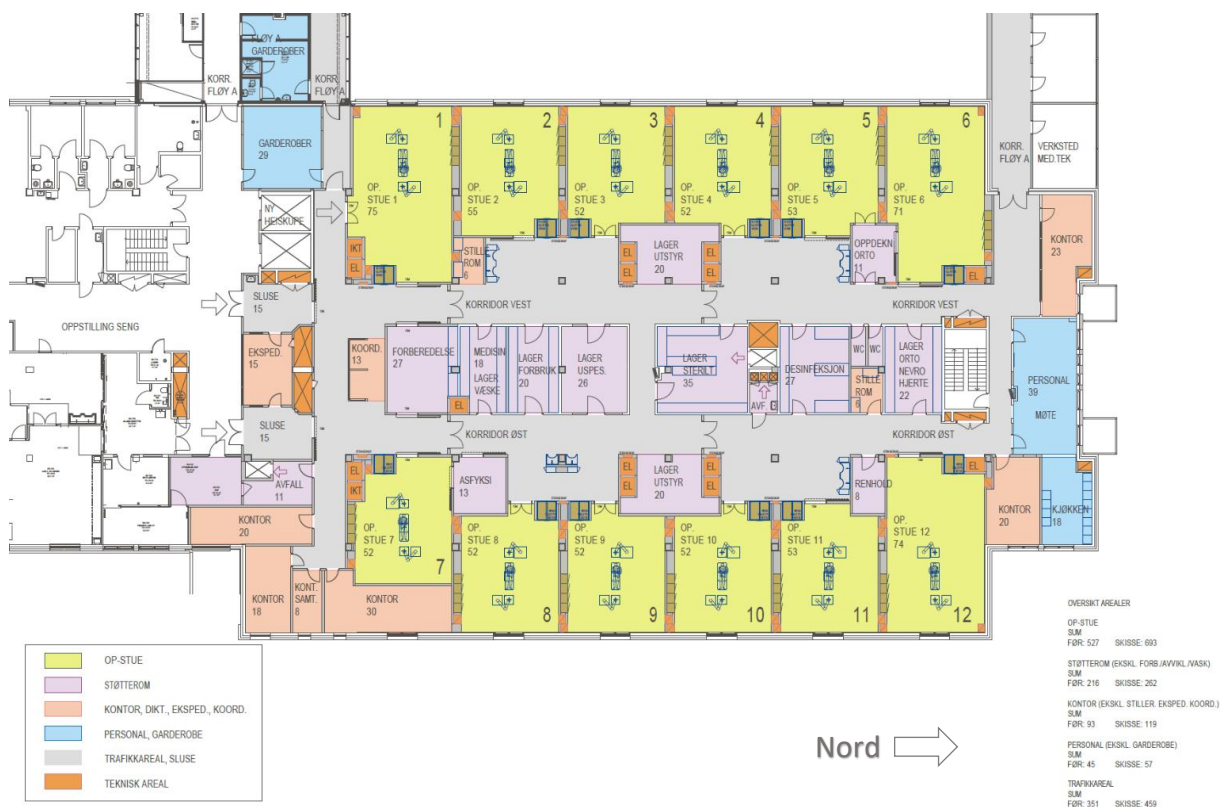 FLØY A
GARDEROBER
KORR.
FLØY A
KORR.
FLØY A
GARDEROBER
29
NY
HEISKUPE
1
OP.
STUE 1
75
2
OP.
STUE 2
55
3
OP.
STUE 3
52
4
OP.
STUE 4
52
5
OP.
STUE 5
53
6
OP.
STUE 6
71
KORR.
FLØY A
VERKSTED
MED.TEK
KONTOR
23
IKT
EL
STILLE
ROM
6
LAGER
UTSTYR
20
EL
EL
EL
EL
OPPDEKN
ORTO
11
EL
SLUSE
15
KORRIDOR VEST
KORRIDOR VEST
OPPSTILLING SENG
EKSPED.
15
KOORD.
13
FORBEREDELSE
27
MEDISIN
18
LAGER
VÆSKE
EL
LAGER
FORBRUK
20
LAGER
USPES.
26
LAGER
STERILT
35
AVF.
DESINFEKSJON
27
WC
WC
STILLE
ROM
6
LAGER
ORTO
NEVRO
HJERTE
22
PERSONAL
39
MØTE
SLUSE
15
KORRIDOR ØST
KORRIDOR ØST
AVFALL
11
EL
IKT
ASFYKSI
13
LAGER
UTSTYR
20
EL
EL
EL
EL
RENHOLD
8
KONTOR
20
KJØKKEN
18
KONTOR
20
OP.
STUE 7
52
7
OP.
STUE 8
52
8
OP.
STUE 9
52
9
OP.
STUE 10
52
10
OP.
STUE 11
53
11
OP.
STUE 12
74
12
KONTOR
18
KONT.
SAMT.
8
KONTOR
30
OP-STUE
STØTTEROM
KONTOR, DIKT., EKSPED., KOORD.
PERSONAL, GARDEROBE
TRAFIKKAREAL, SLUSE
TEKNISK AREAL
Nord
OVERSIKT AREALER
OP-STUE
SUM
FØR: 527 SKISSE: 693
STØTTEROM (EKSKL. FORB./AVVIKL./VASK)
SUM
FØR: 216 SKISSE: 262
KONTOR (EKSKL. STILLER. EKSPED. KOORD.)
SUM
FØR: 93 SKISSE: 119
PERSONAL (EKSKL. GARDEROBE)
SUM
FØR: 45 SKISSE: 57
TRAFIKKAREAL
SUM
FØR: 351 SKISSE: 459